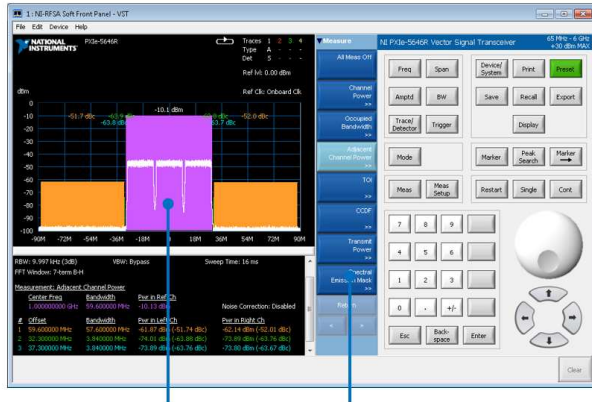 1: NI-RFSA Soft Front Panel - VST
File Edit Device Help
NATIONAL INSTRUMENTS
PXIe-5646R
Traces 1 2 3 4
Type A - - -
Det S - - -
Ref lvl: 0.00 dBm
dBm
Ref Clk: Onboard Clk
-10.1 dBm
-51.7 dBc
-52.0 dBc
-63.8 dBc
63.7 dBc
0
-10
-20
-30
-40
-50
-60
-70
-80
-90
-100
-90M -72M -54M -36M -18M 0 18M 36M 54M 72M 90M
RBW: 9.997 kHz (3dB) VBW: Bypass Sweep Time: 16 ms
FFT Window: 7-term B-H
Measurement: Adjacent Channel Power
Center Freq Bandwidth Pwr in Ref Ch
1.000000000 GHz 59.600000 MHz -10.13 dBm Noise Correction: Disabled
# Offset Bandwidth Pwr in Left Ch Pwr in Right Ch
1 59.600000 MHz 57.600000 MHz -61.87 dBm (-51.74 dBc) -62.14 dBm (-52.01 dBc)
2 32.300000 MHz 3.840000 MHz -74.01 dBm (-63.88 dBc) -73.89 dBm (-63.76 dBc)
3 37.300000 MHz 3.840000 MHz -73.89 dBm (-63.76 dBc) -73.80 dBm (-63.67 dBc)
Measure
All Meas Off
Channel Power >>
Occupied Bandwidth >>
Adjacent Channel Power >>
TOI >>
CCDF >>
Transmit Power >>
Spectral Emission Mask >>
Return
< >
NI PXIe-5646R Vector Signal Transceiver
65 MHz - 6 GHz
+30 dBm MAX
Freq Span Device/System Print Preset
Amptd BW Save Recall Export
Trace/Detector Trigger Display
Mode Marker Peak Search Marker →
Meas Meas Setup Restart Single Cont
7 8 9
4 5 6
1 2 3
0 . +/-
Esc Back-space Enter
Clear